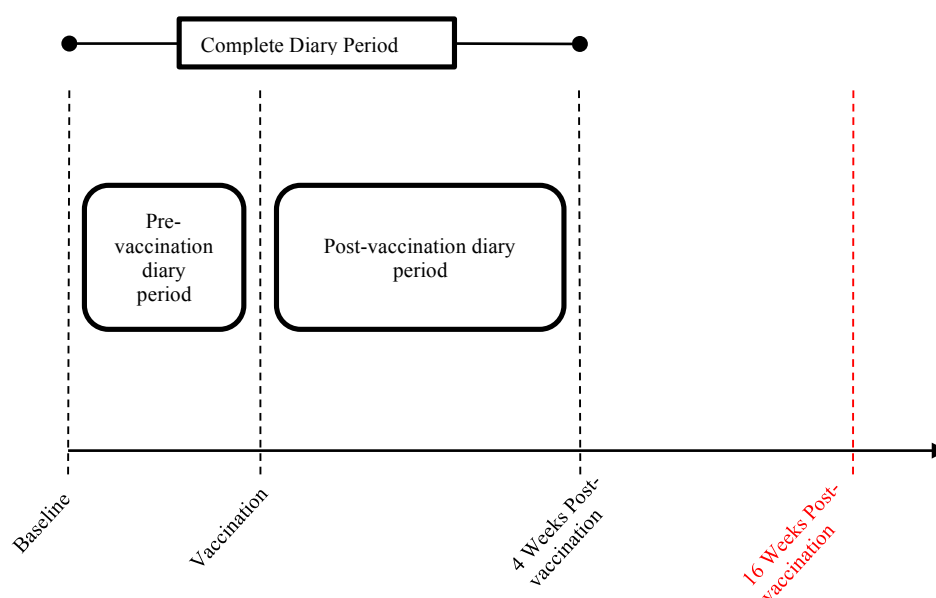 Complete Diary Period
Pre-
vaccination
diary
period
Post-vaccination diary
period
Baseline
Vaccination
4 Weeks Post-
vaccination
16 Weeks Post-
vaccination